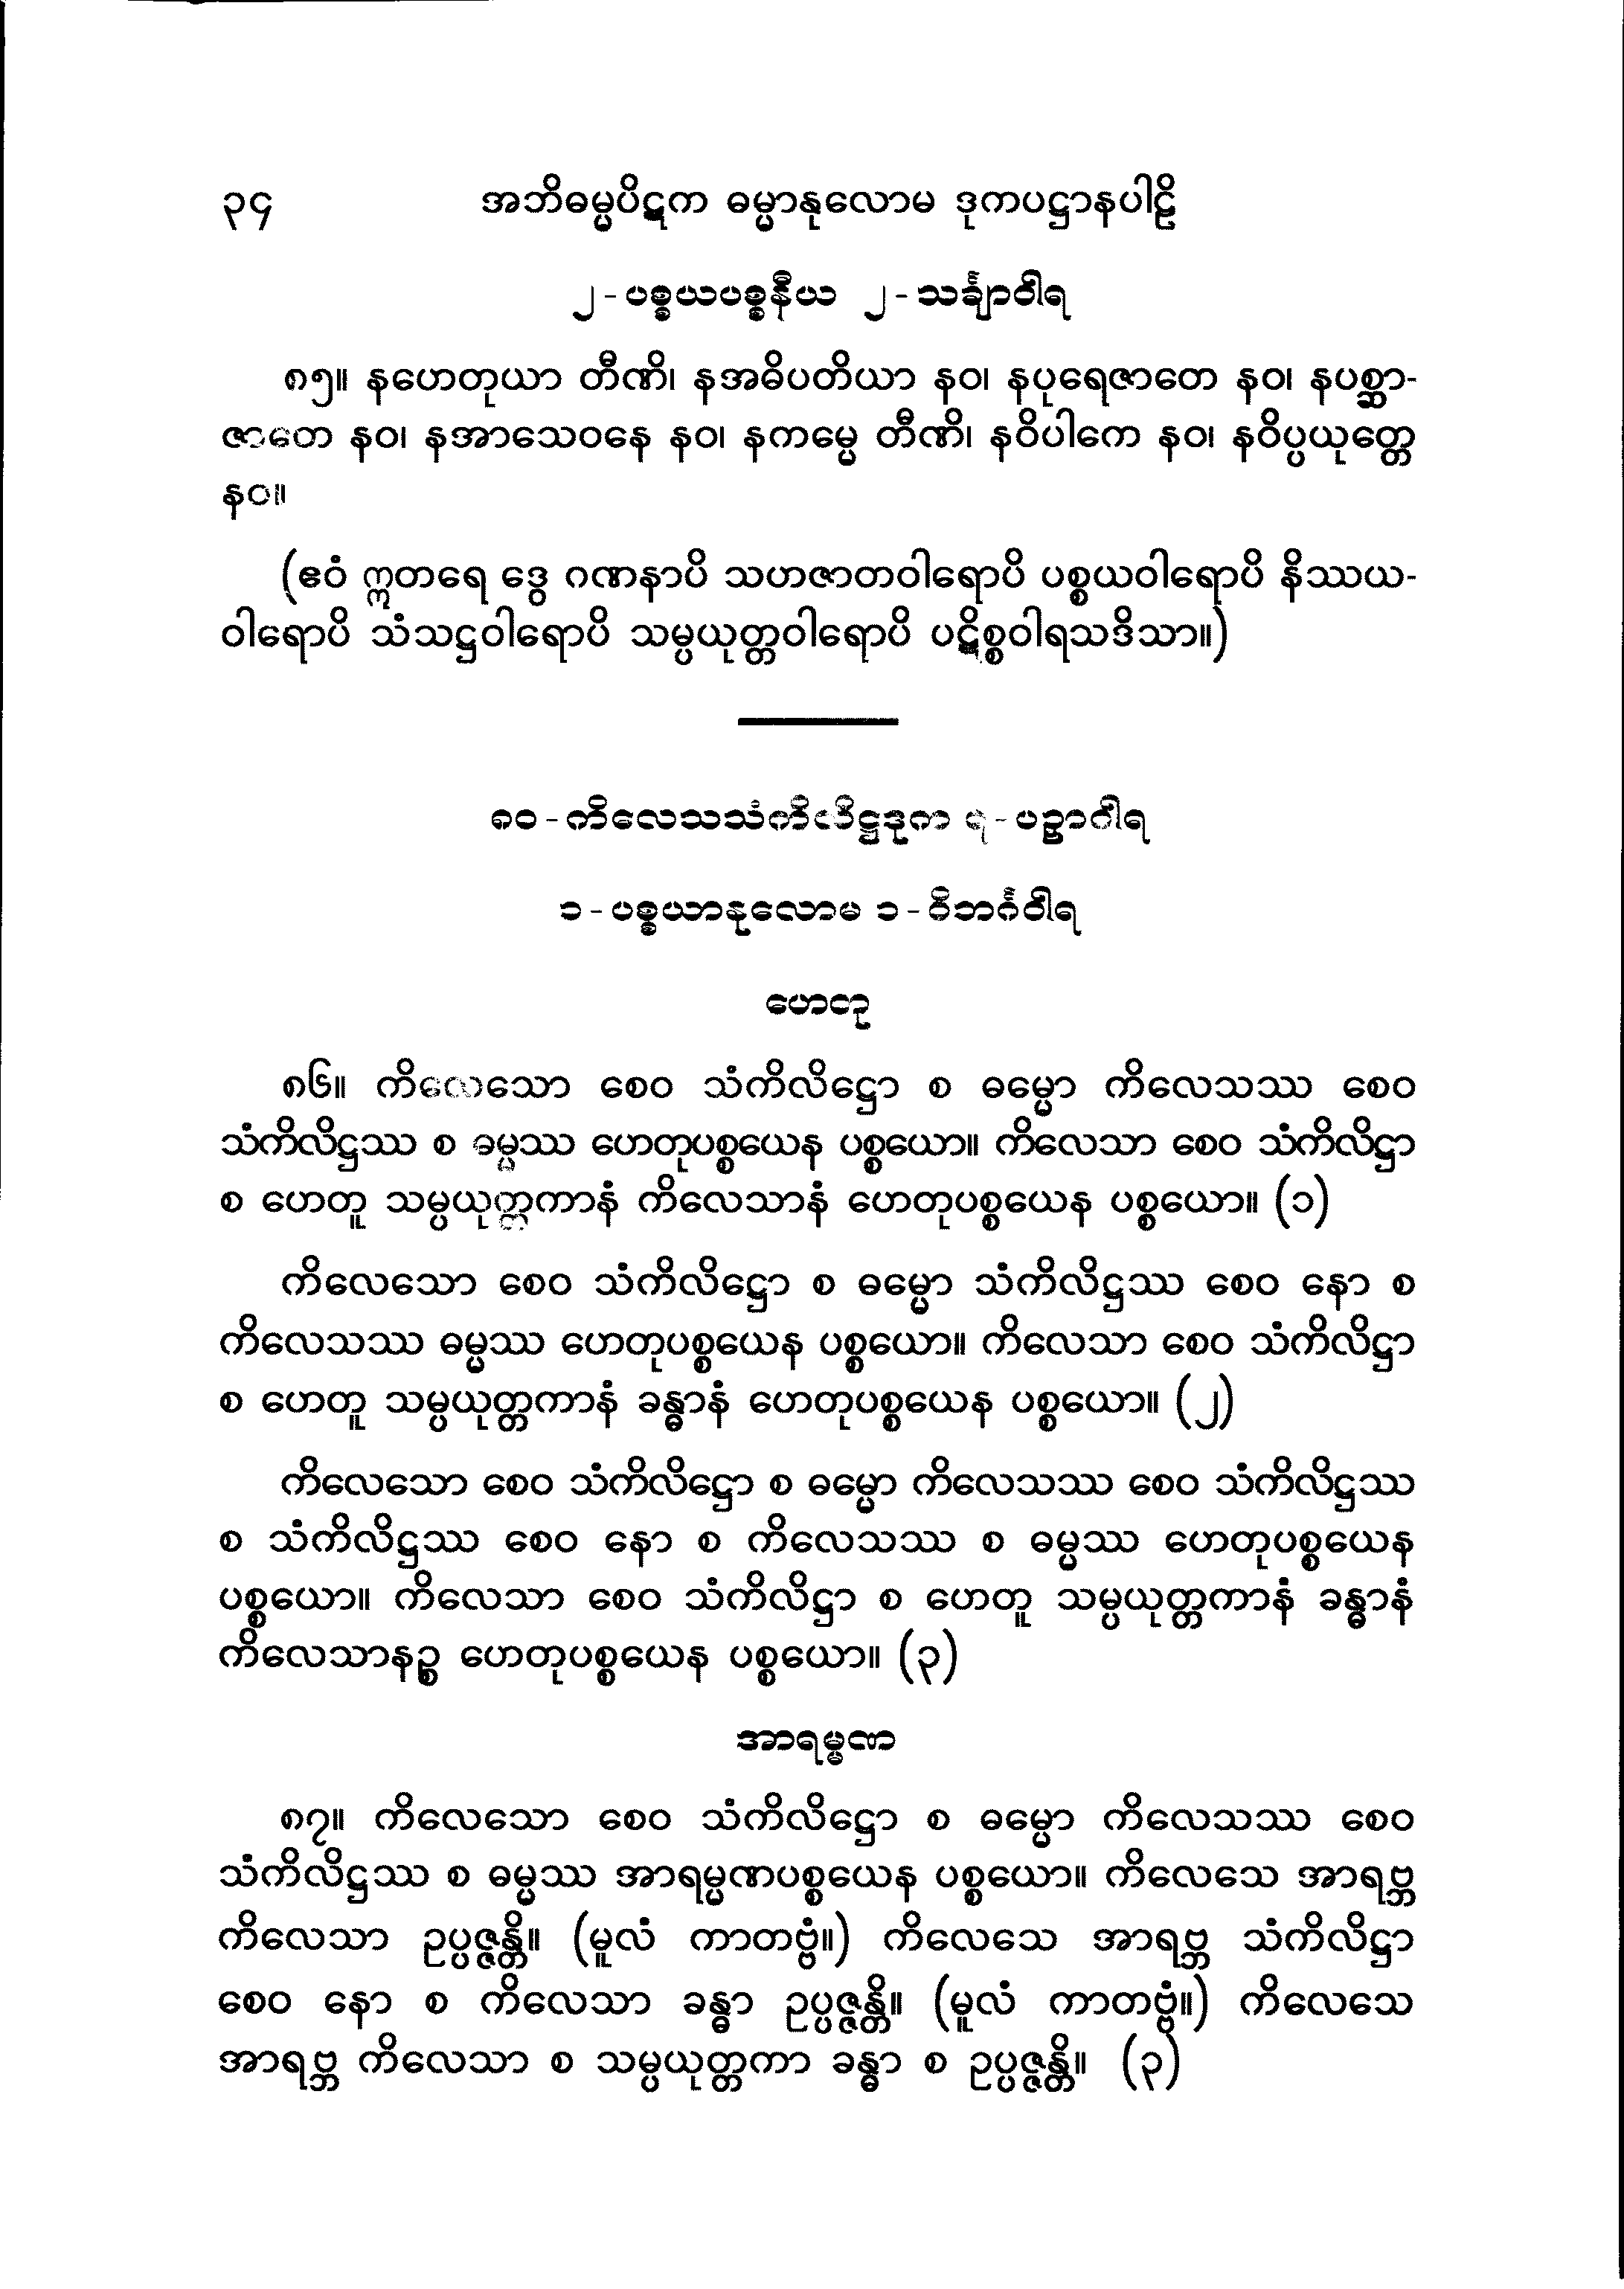 ၃၄ အဘိဓမ္မပိဋက ဓမ္မာနုလောမ ဒုကပဋ္ဌာနပါဠိ
၂-ပစ္စယပစ္စနီယ ၂-သင်္ချာဝါရ
၈၅။ နဟေတုယာ တီဏိ၊ နအဓိပတိယာ နဝ၊ နပုရေဇာတေ နဝ၊ နပစ္ဆာ-
ဇာတေ နဝ၊ နအာသေဝနေ နဝ၊ နကမ္မေ တီဏိ၊ နဝိပါကေ နဝ၊ နဝိပ္ပယုတ္တေ
နဝ။
(ဧဝံ ဣတရေ ဒွေ ဂဏနာပိ သဟဇာတဝါရောပိ ပစ္စယဝါရောပိ နိဿယ-
ဝါရောပိ သံသဋ္ဌဝါရောပိ သမ္ပယုတ္တဝါရောပိ ပဋိစ္စဝါရသဒိသာ။)
၈၀-ကိလေသသံကိလိဋ္ဌဒုက ၇-ပဉှာဝါရ
၁-ပစ္စယာနုလောမ ၁-ဝိဘင်္ဂဝါရ
ဟေတု
၈၆။ ကိလေသော စေဝ သံကိလိဋ္ဌော စ ဓမ္မော ကိလေသဿ စေဝ
သံကိလိဋ္ဌဿ စ ဓမ္မဿ ဟေတုပစ္စယေန ပစ္စယော။ ကိလေသာ စေဝ သံကိလိဋ္ဌာ
စ ဟေတူ သမ္ပယုတ္တကာနံ ကိလေသာနံ ဟေတုပစ္စယေန ပစ္စယော။ (၁)
ကိလေသော စေဝ သံကိလိဋ္ဌော စ ဓမ္မော သံကိလိဋ္ဌဿ စေဝ နော စ
ကိလေသဿ ဓမ္မဿ ဟေတုပစ္စယေန ပစ္စယော။ ကိလေသာ စေဝ သံကိလိဋ္ဌာ
စ ဟေတူ သမ္ပယုတ္တကာနံ ခန္ဓာနံ ဟေတုပစ္စယေန ပစ္စယော။ (၂)
ကိလေသော စေဝ သံကိလိဋ္ဌော စ ဓမ္မော ကိလေသဿ စေဝ သံကိလိဋ္ဌဿ
စ သံကိလိဋ္ဌဿ စေဝ နော စ ကိလေသဿ စ ဓမ္မဿ ဟေတုပစ္စယေန
ပစ္စယော။ ကိလေသာ စေဝ သံကိလိဋ္ဌာ စ ဟေတူ သမ္ပယုတ္တကာနံ ခန္ဓာနံ
ကိလေသာနဉ္စ ဟေတုပစ္စယေန ပစ္စယော။ (၃)
အာရမ္မဏ
၈၇။ ကိလေသော စေဝ သံကိလိဋ္ဌော စ ဓမ္မော ကိလေသဿ စေဝ
သံကိလိဋ္ဌဿ စ ဓမ္မဿ အာရမ္မဏပစ္စယေန ပစ္စယော။ ကိလေသေ အာရဗ္ဘ
ကိလေသာ ဥပ္ပဇ္ဇန္တိ။ (မူလံ ကာတဗ္ဗံ။) ကိလေသေ အာရဗ္ဘ သံကိလိဋ္ဌာ
စေဝ နော စ ကိလေသာ ခန္ဓာ ဥပ္ပဇ္ဇန္တိ။ (မူလံ ကာတဗ္ဗံ။) ကိလေသေ
အာရဗ္ဘ ကိလေသာ စ သမ္ပယုတ္တကာ ခန္ဓာ စ ဥပ္ပဇ္ဇန္တိ။ (၃)